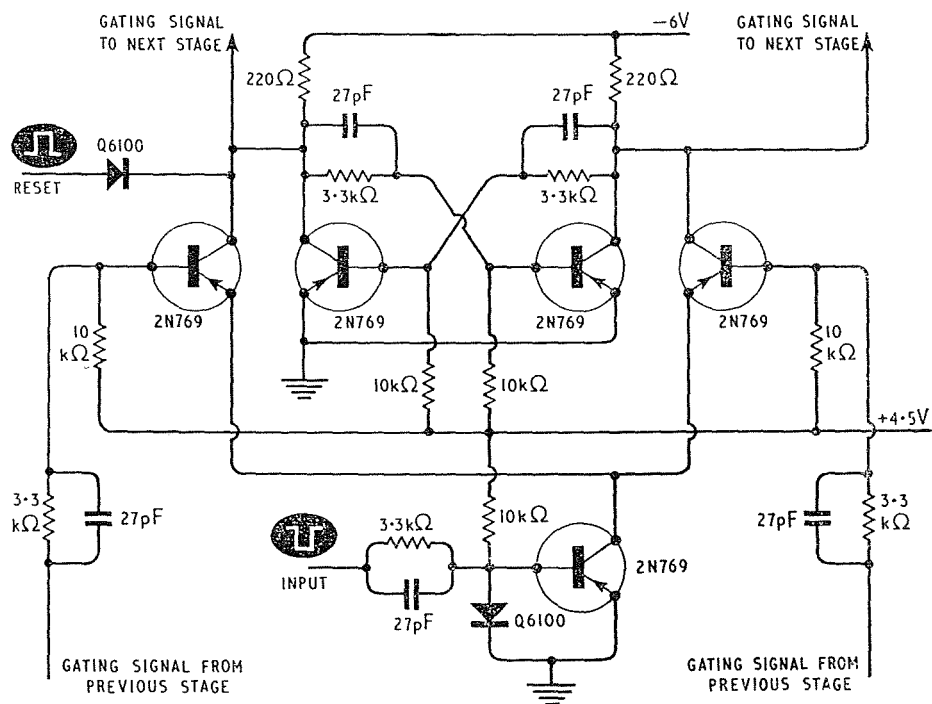 GATING SIGNAL
TO NEXT STAGE
-6V
GATING SIGNAL
TO NEXT STAGE
220Ω
27pF
27pF
220Ω
Q6100
RESET
3·3kΩ
3·3kΩ
2N769
2N769
2N769
2N769
10
kΩ
10kΩ
10kΩ
10
kΩ
+4·5V
3·3
kΩ
27pF
3·3kΩ
10kΩ
27pF
3·3
kΩ
INPUT
27pF
Q6100
2N769
GATING SIGNAL FROM
PREVIOUS STAGE
GATING SIGNAL FROM
PREVIOUS STAGE